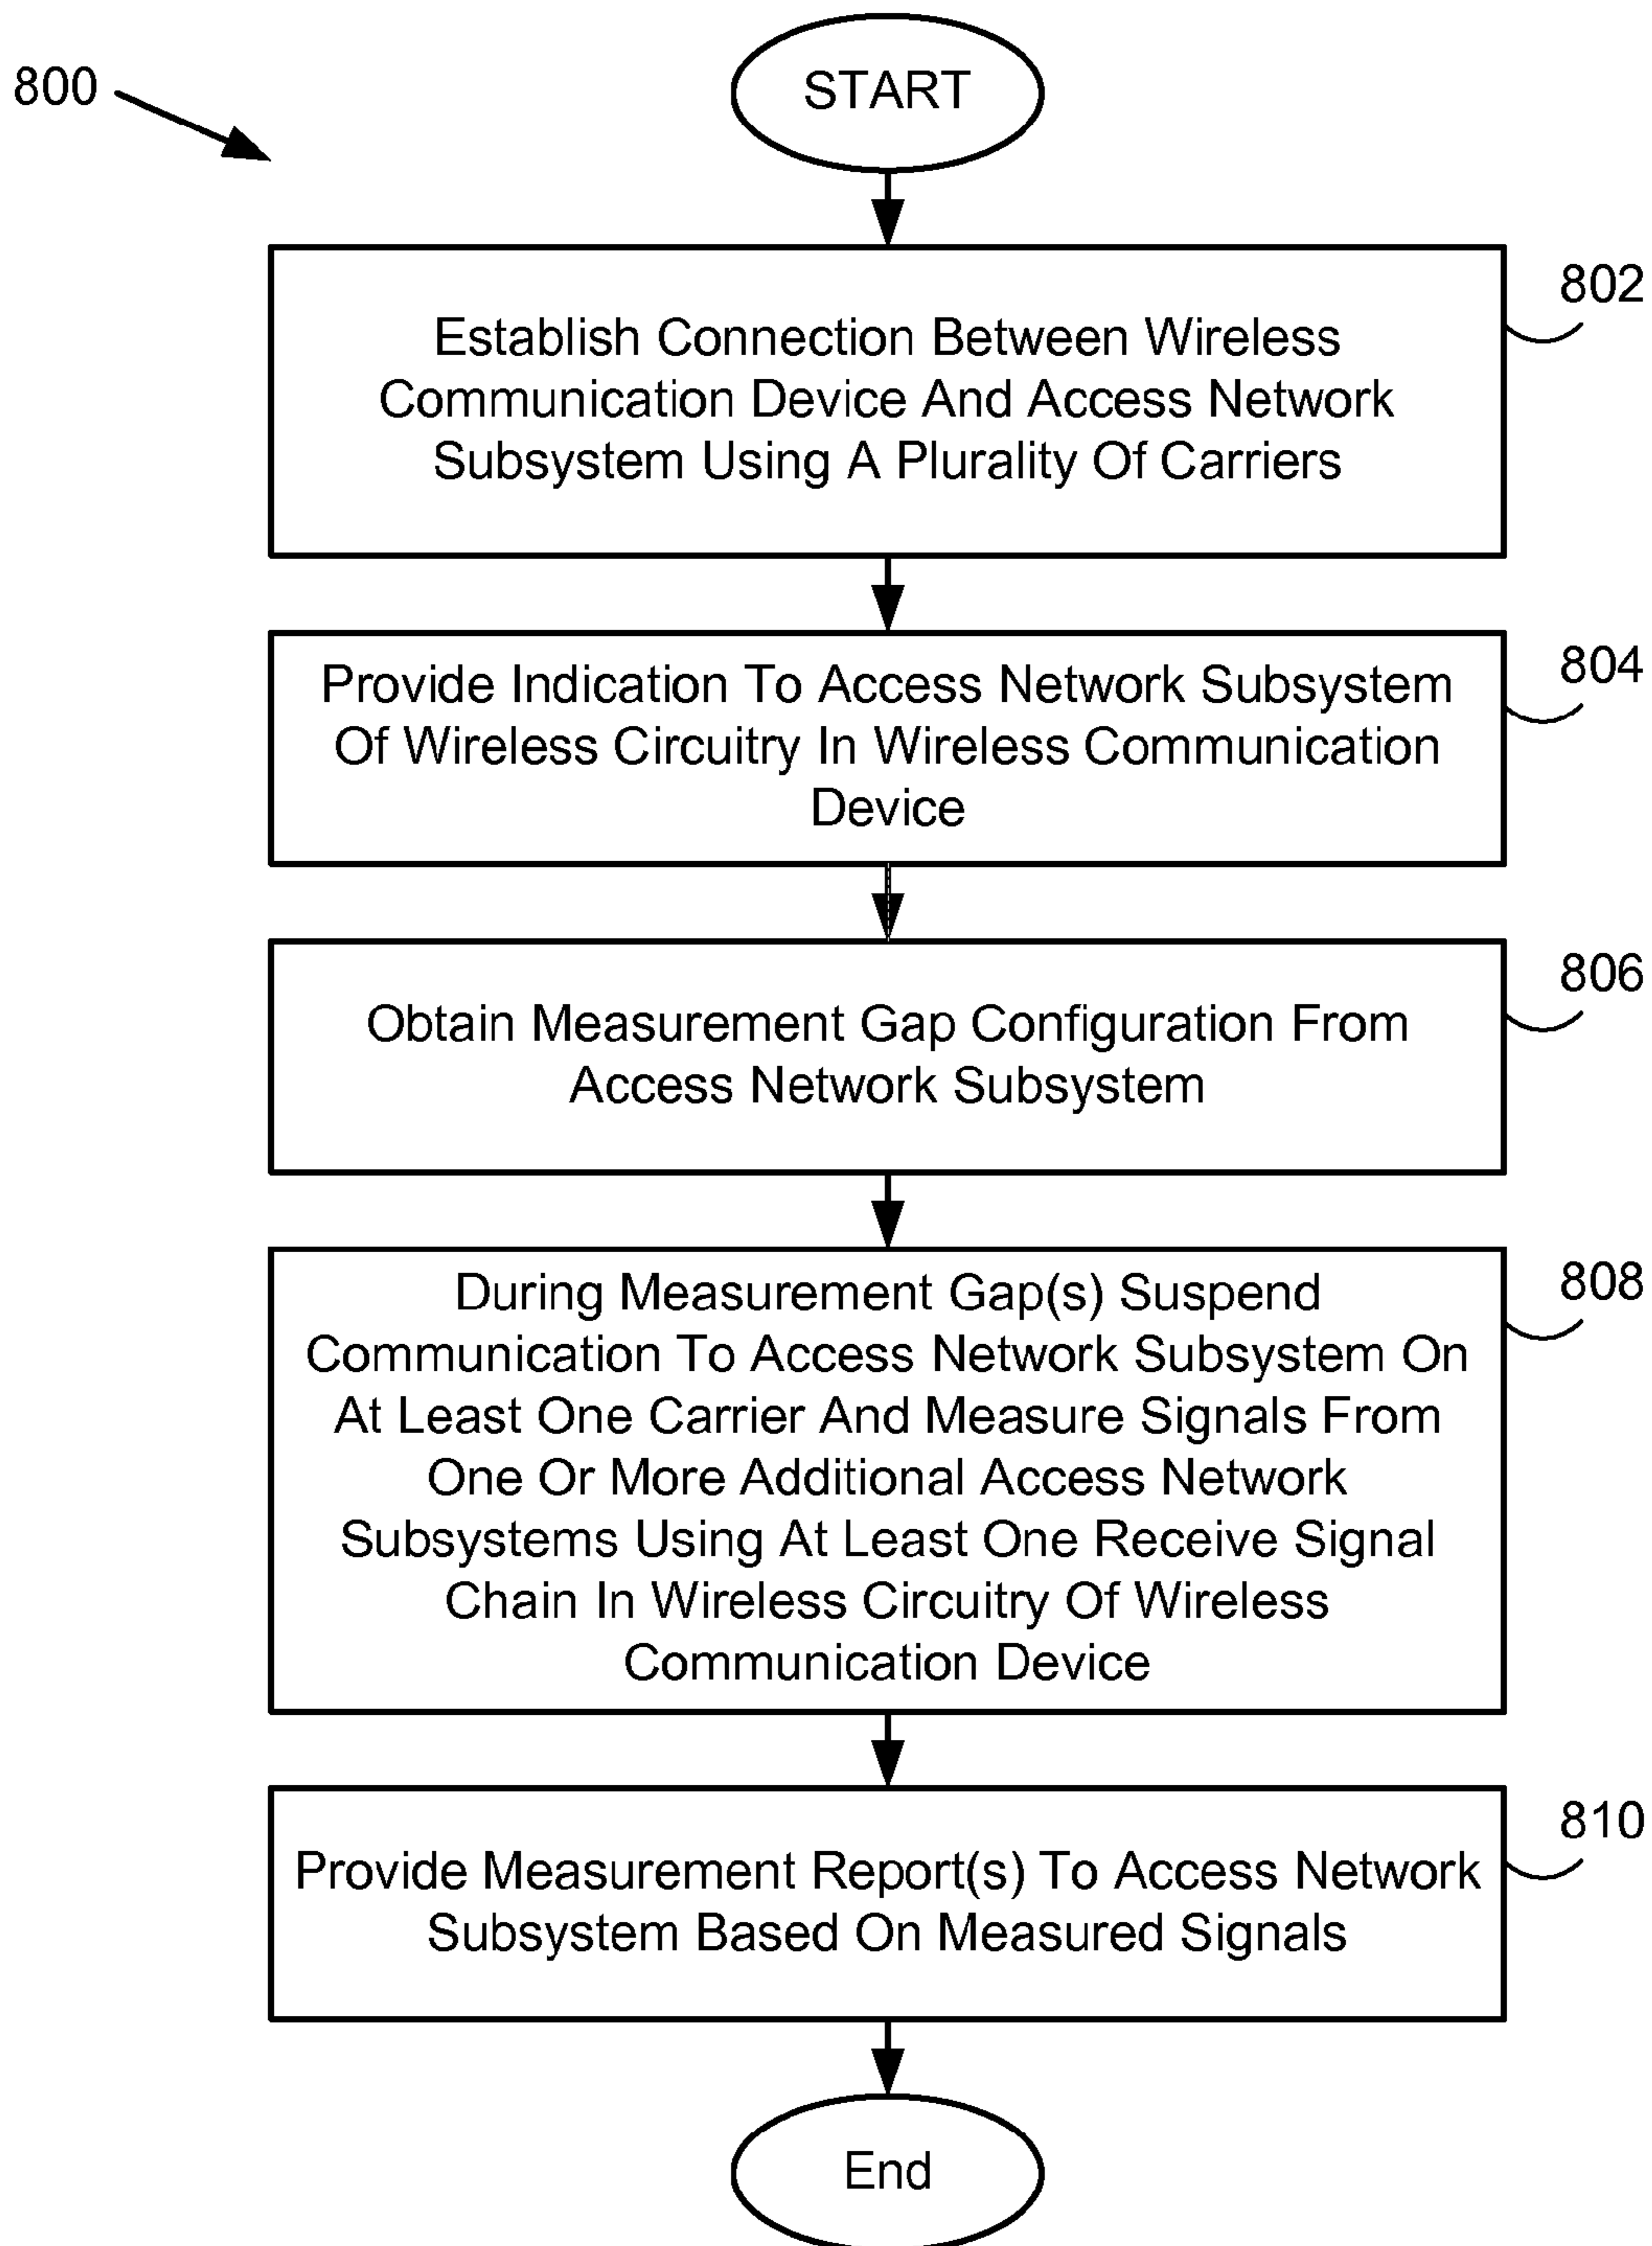 800
START
802
Establish Connection Between Wireless
Communication Device And Access Network
Subsystem Using A Plurality Of Carriers
804
Provide Indication To Access Network Subsystem
Of Wireless Circuitry In Wireless Communication
Device
806
Obtain Measurement Gap Configuration From
Access Network Subsystem
808
During Measurement Gap(s) Suspend
Communication To Access Network Subsystem On
At Least One Carrier And Measure Signals From
One Or More Additional Access Network
Subsystems Using At Least One Receive Signal
Chain In Wireless Circuitry Of Wireless
Communication Device
810
Provide Measurement Report(s) To Access Network
Subsystem Based On Measured Signals
End